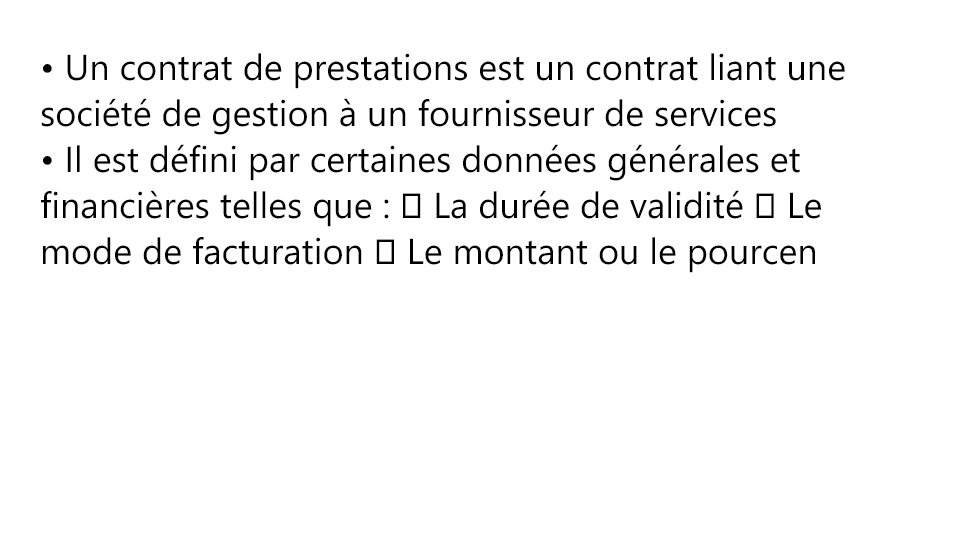 • Un contrat de prestations est un contrat liant une
société de gestion à un fournisseur de services
• Il est défini par certaines données générales et
financières telles que : 󠀠▯ La durée de validité ▯ Le
mode de facturation ▯ Le montant ou le pourcen